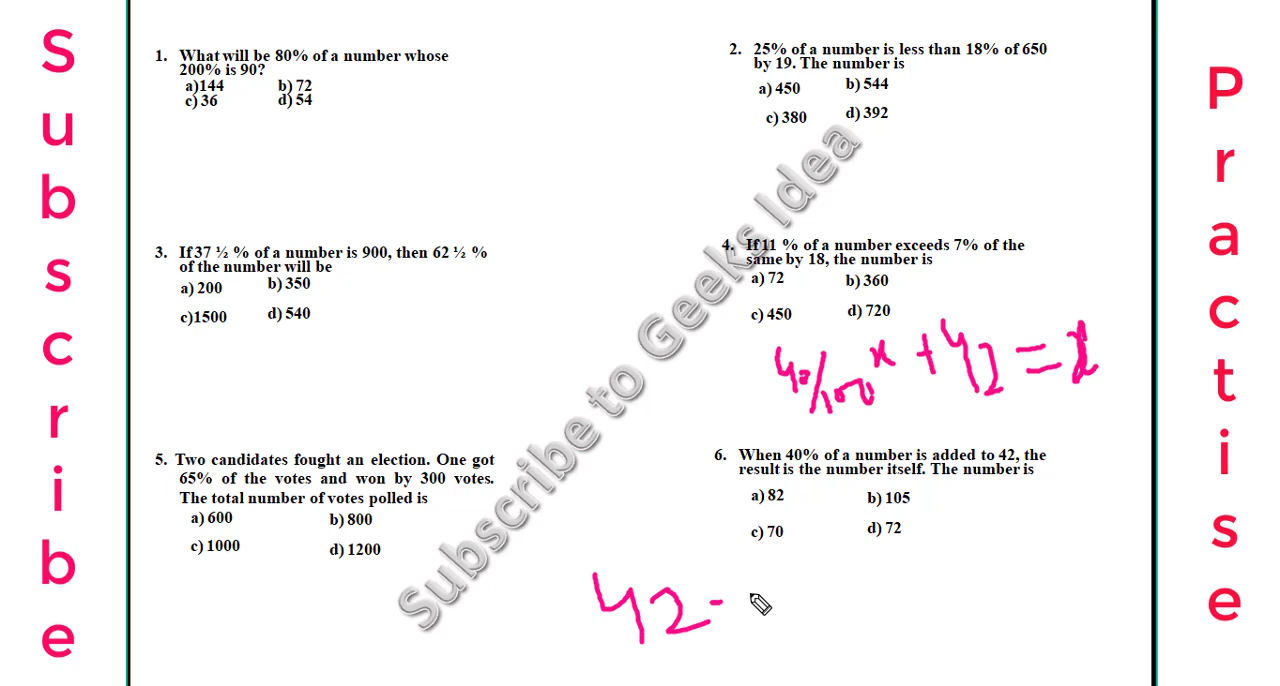 Subscribe
1. What will be 80% of a number whose
200% is 90?
a)144 b) 72
c) 36 d) 54
2. 25% of a number is less than 18% of 650
by 19. The number is
a) 450 b) 544
c) 380 d) 392
3. If 37 ½ % of a number is 900, then 62 ½ %
of the number will be
a) 200 b) 350
c)1500 d) 540
4. If 11 % of a number exceeds 7% of the
same by 18, the number is
a) 72 b) 360
c) 450 d) 720
40/100 x + 42 = x
5. Two candidates fought an election. One got
65% of the votes and won by 300 votes.
The total number of votes polled is
a) 600 b) 800
c) 1000 d) 1200
6. When 40% of a number is added to 42, the
result is the number itself. The number is
a) 82 b) 105
c) 70 d) 72
42 =
Subscribe to Geeks Idea
Practise